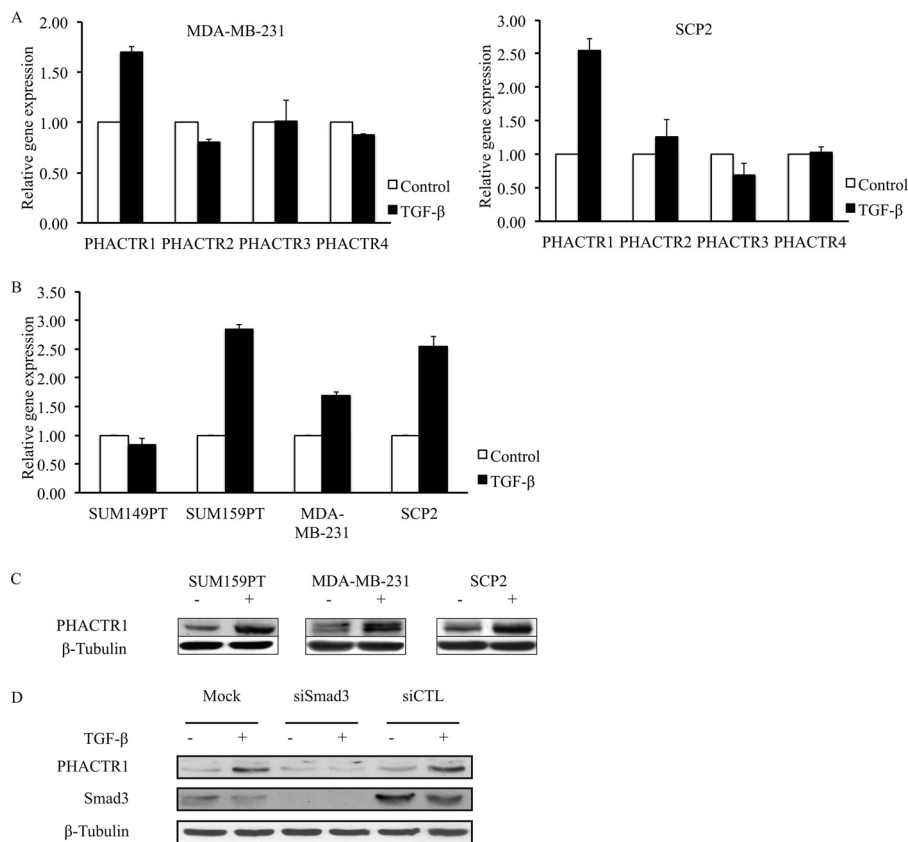 A
MDA-MB-231
Relative gene expression
2.00
1.50
1.00
0.50
0.00
PHACTR1 PHACTR2 PHACTR3 PHACTR4
Control
TGF-β
SCP2
Relative gene expression
3.00
2.50
2.00
1.50
1.00
0.50
0.00
PHACTR1 PHACTR2 PHACTR3 PHACTR4
Control
TGF-β
B
Relative gene expression
3.50
3.00
2.50
2.00
1.50
1.00
0.50
0.00
SUM149PT SUM159PT MDA-MB-231 SCP2
Control
TGF-β
C
SUM159PT MDA-MB-231 SCP2
- + - + - +
PHACTR1
β-Tubulin
D
Mock siSmad3 siCTL
TGF-β - + - + - +
PHACTR1
Smad3
β-Tubulin